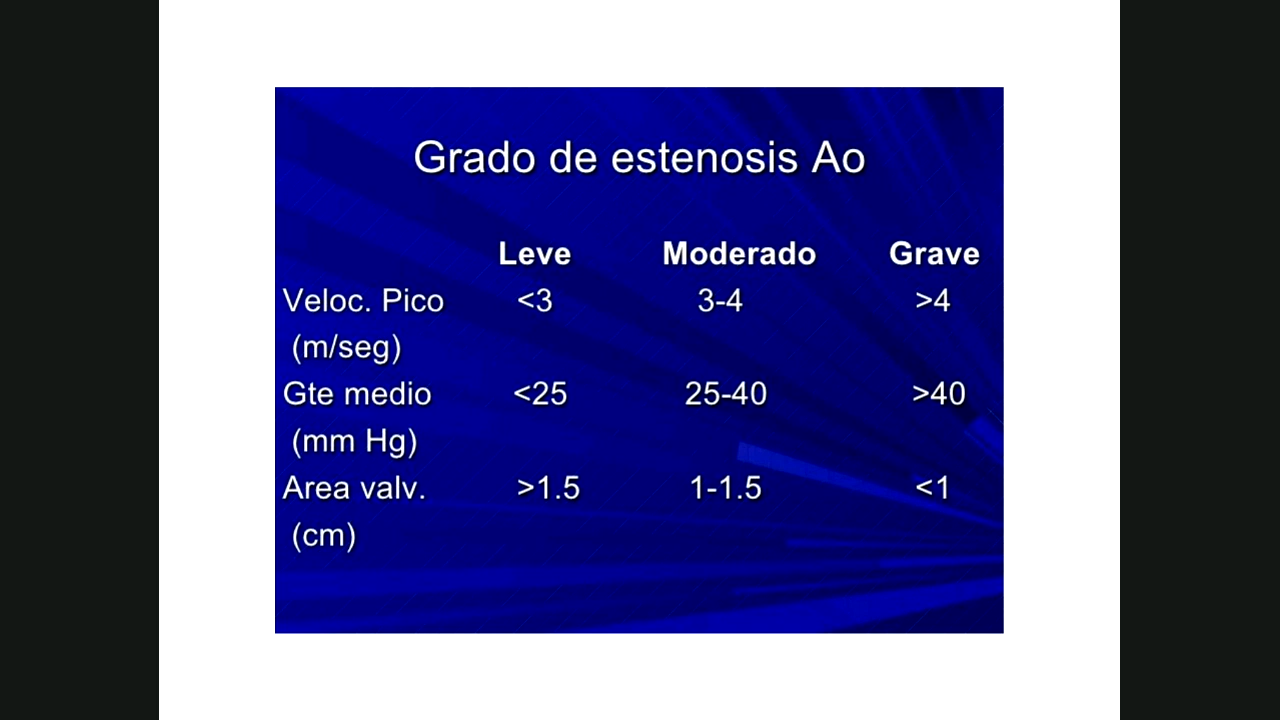 Grado de estenosis Ao
Leve Moderado Grave
Veloc. Pico <3 3-4 >4
(m/seg)
Gte medio <25 25-40 >40
(mm Hg)
Area valv. >1.5 1-1.5 <1
(cm)